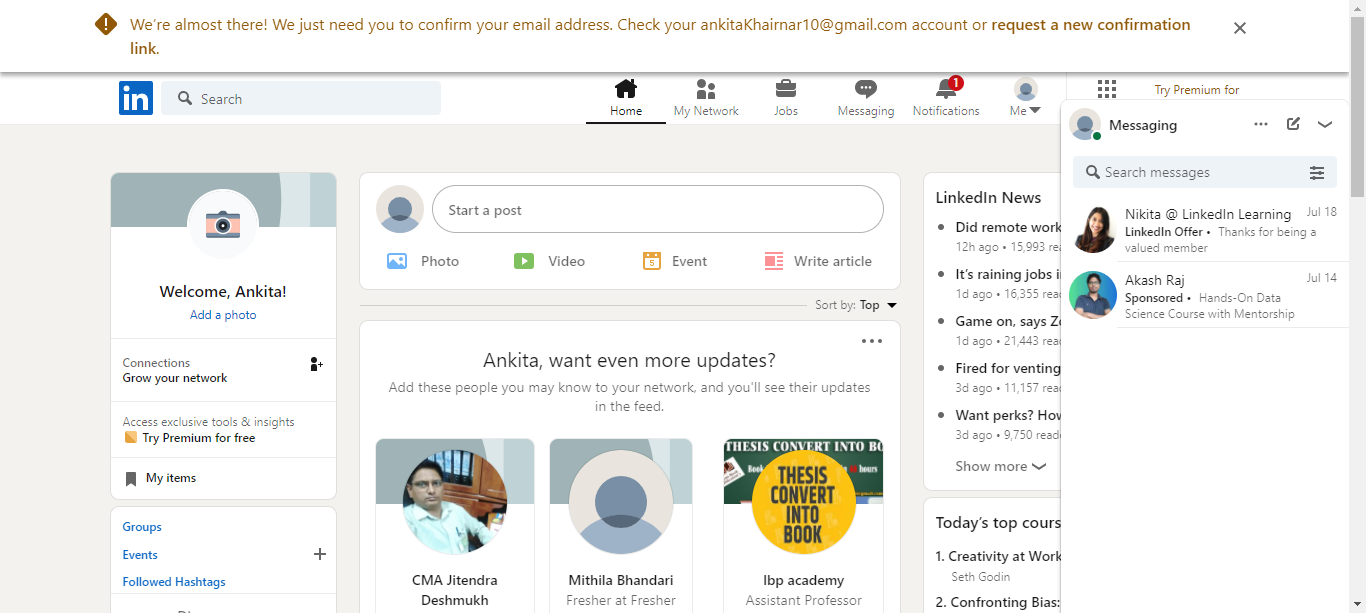 We're almost there! We just need you to confirm your email address. Check your ankitaKhairnar10@gmail.com account or request a new confirmation
link.
in
Search
Home
My Network
Jobs
Messaging
1
Notifications
Me
Try Premium for
Messaging
Search messages
Nikita @ LinkedIn Learning
Jul 18
LinkedIn Offer • Thanks for being a
valued member
Akash Raj
Jul 14
Sponsored • Hands-On Data
Science Course with Mentorship
Welcome, Ankita!
Add a photo
Connections
Grow your network
Access exclusive tools & insights
Try Premium for free
My items
Groups
Events
Followed Hashtags
Start a post
Photo
Video
5
Event
Write article
Sort by: Top
Ankita, want even more updates?
Add these people you may know to your network, and you'll see their updates
in the feed.
CMA Jitendra
Deshmukh
Mithila Bhandari
Fresher at Fresher
THESIS CONVERT INTO BO
Book
hours
THESIS
CONVERT
INTO
BOOK
lbp academy
Assistant Professor
LinkedIn News
Did remote work
12h ago • 15,993 rea
It's raining jobs i
1d ago • 16,355 read
Game on, says Zo
1d ago • 21,443 read
Fired for venting
3d ago • 11,157 read
Want perks? How
3d ago • 9,750 reade
Show more
Today's top cours
1. Creativity at Work
Seth Godin
2. Confronting Bias: